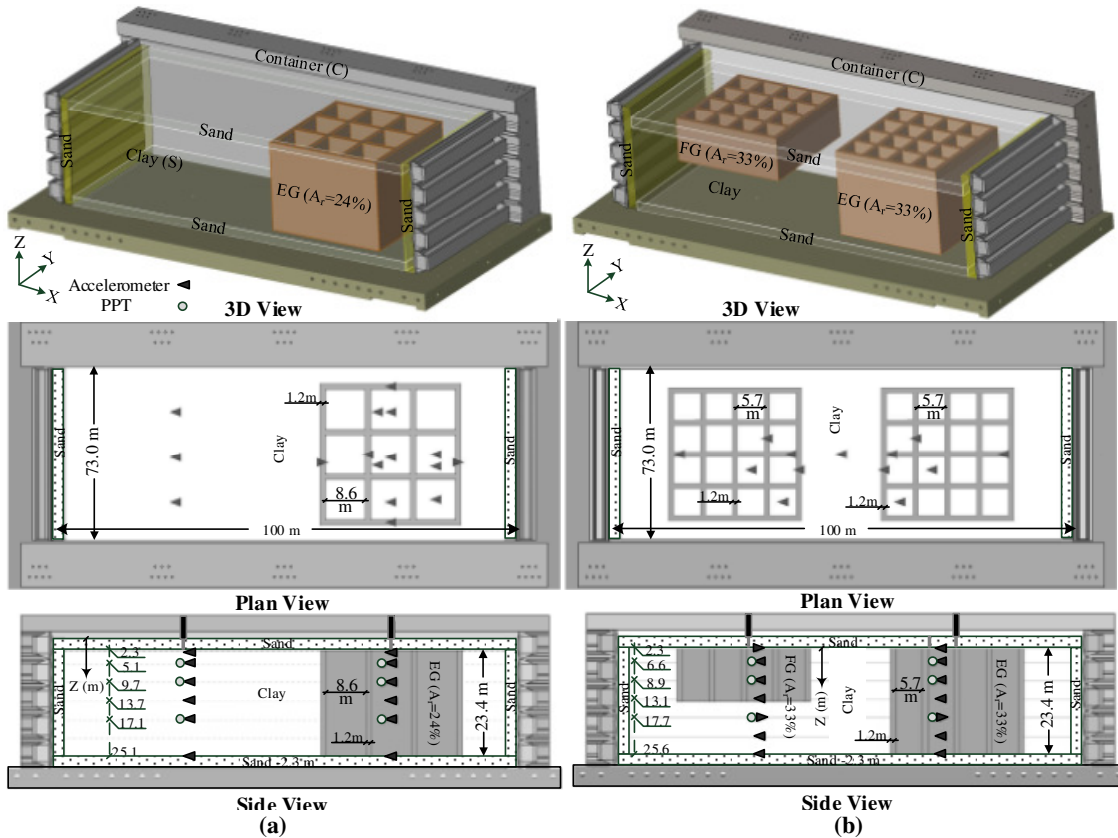 Container (C)
Sand
Sand
Clay (S)
EG (Ar=24%)
Sand
Sand
Z
Y
X
Accelerometer
PPT
3D View
Container (C)
Sand
FG (Ar=33%)
Sand
Clay
EG (Ar=33%)
Sand
Sand
Z
Y
X
3D View
Sand
73.0 m
1.2m
Clay
8.6
m
Sand
100 m
Plan View
Sand
73.0 m
5.7
m
Clay
5.7
m
1.2m
1.2m
Sand
100 m
Plan View
Sand
2.3
5.1
Z (m)
9.7
13.7
17.1
25.1
Sand
Clay
8.6
m
1.2m
EG (Ar=24%)
23.4 m
Sand
Sand 2.3 m
Side View
(a)
Sand
2.3
6.6
8.9
13.1
17.7
25.6
Sand
FG (Ar=33%)
Z (m)
Clay
5.7
m
1.2m
EG (Ar=33%)
23.4 m
Sand
Sand 2.3 m
Side View
(b)